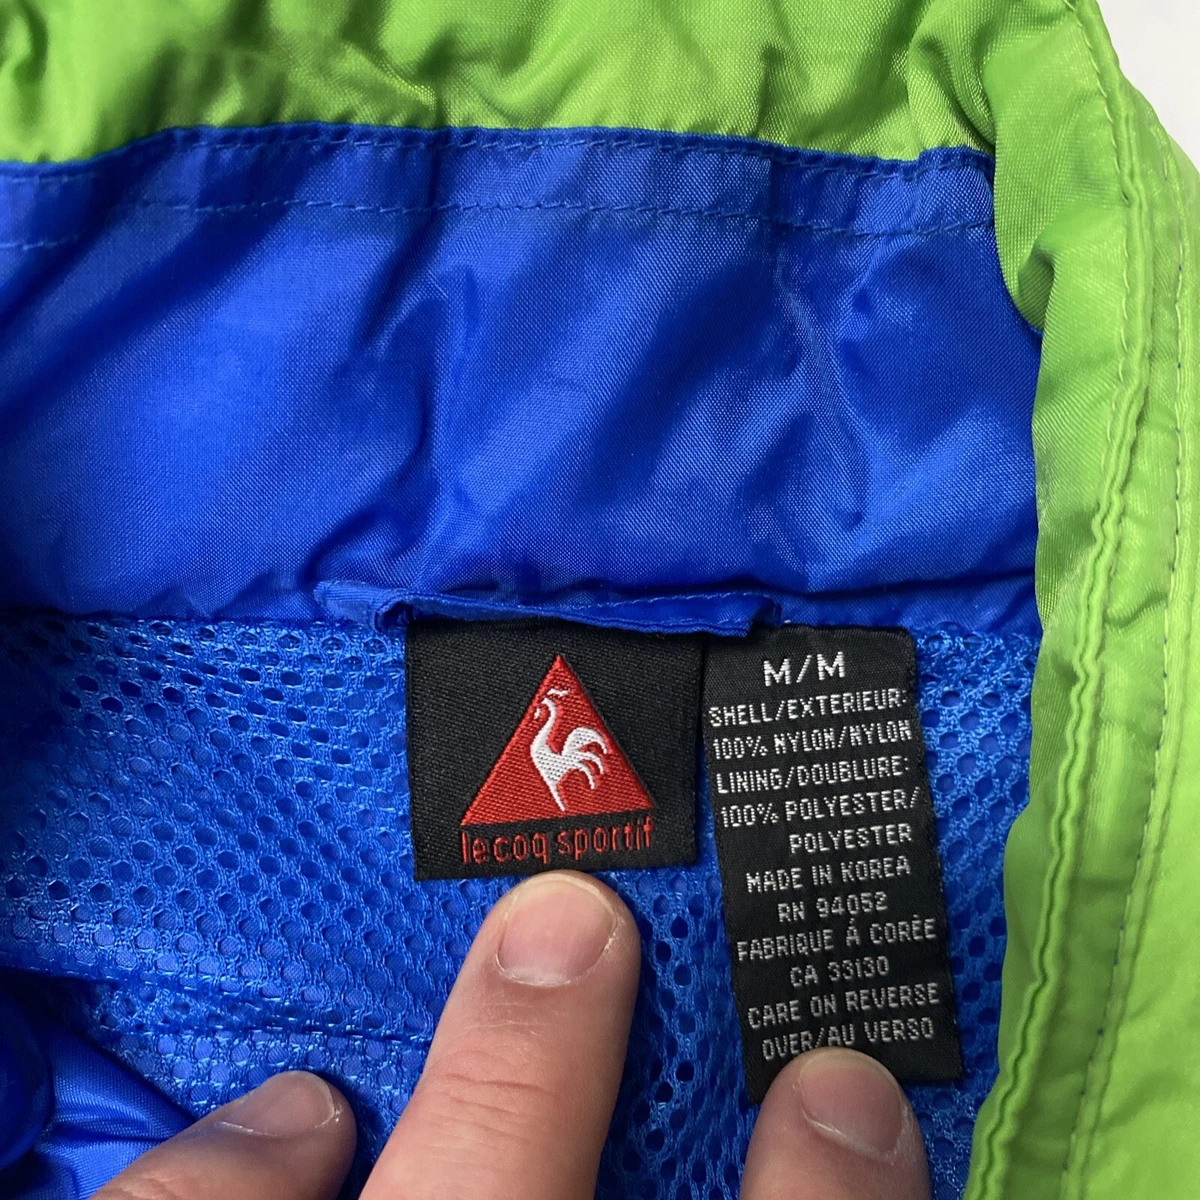 le coq sportif
M/M
SHELL/EXTERIEUR:
100% NYLON/NYLON
LINING/DOUBLURE:
100% POLYESTER/
POLYESTER
MADE IN KOREA
RN 94052
FABRIQUE À CORÉE
CA 33130
CARE ON REVERSE
OVER/AU VERSO